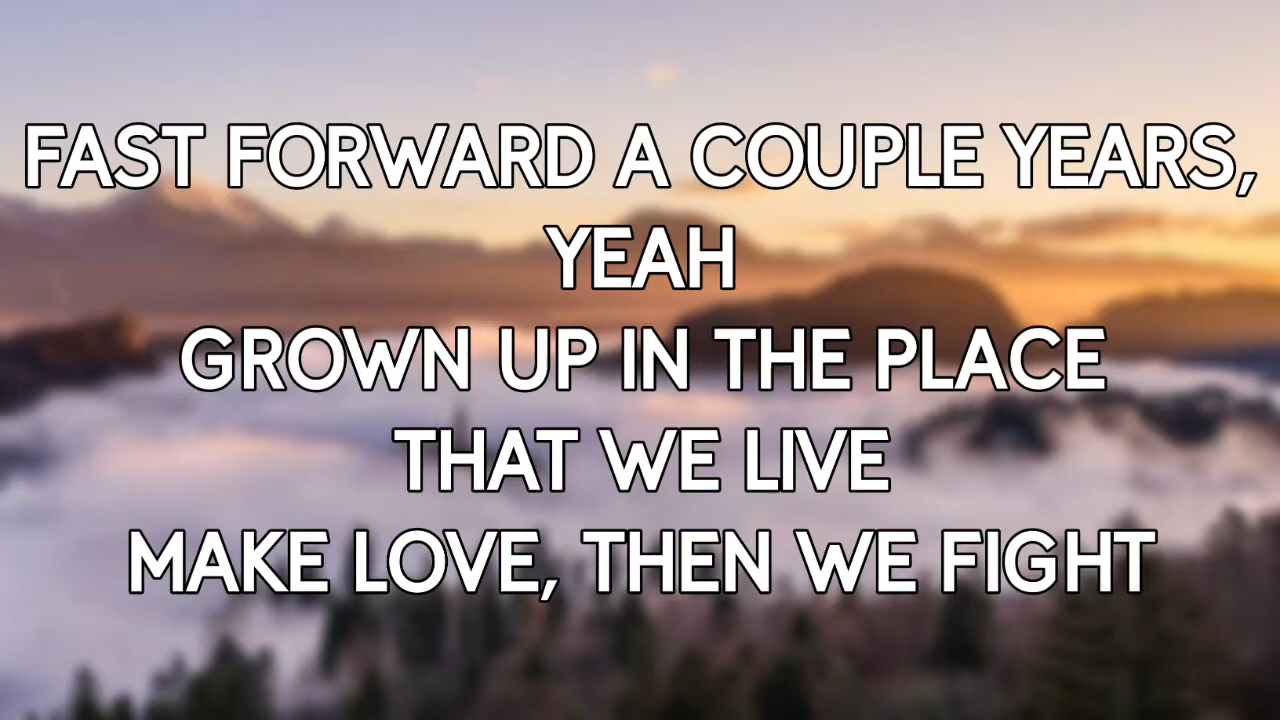 FAST FORWARD A COUPLE YEARS,
YEAH
GROWN UP IN THE PLACE
THAT WE LIVE
MAKE LOVE, THEN WE FIGHT